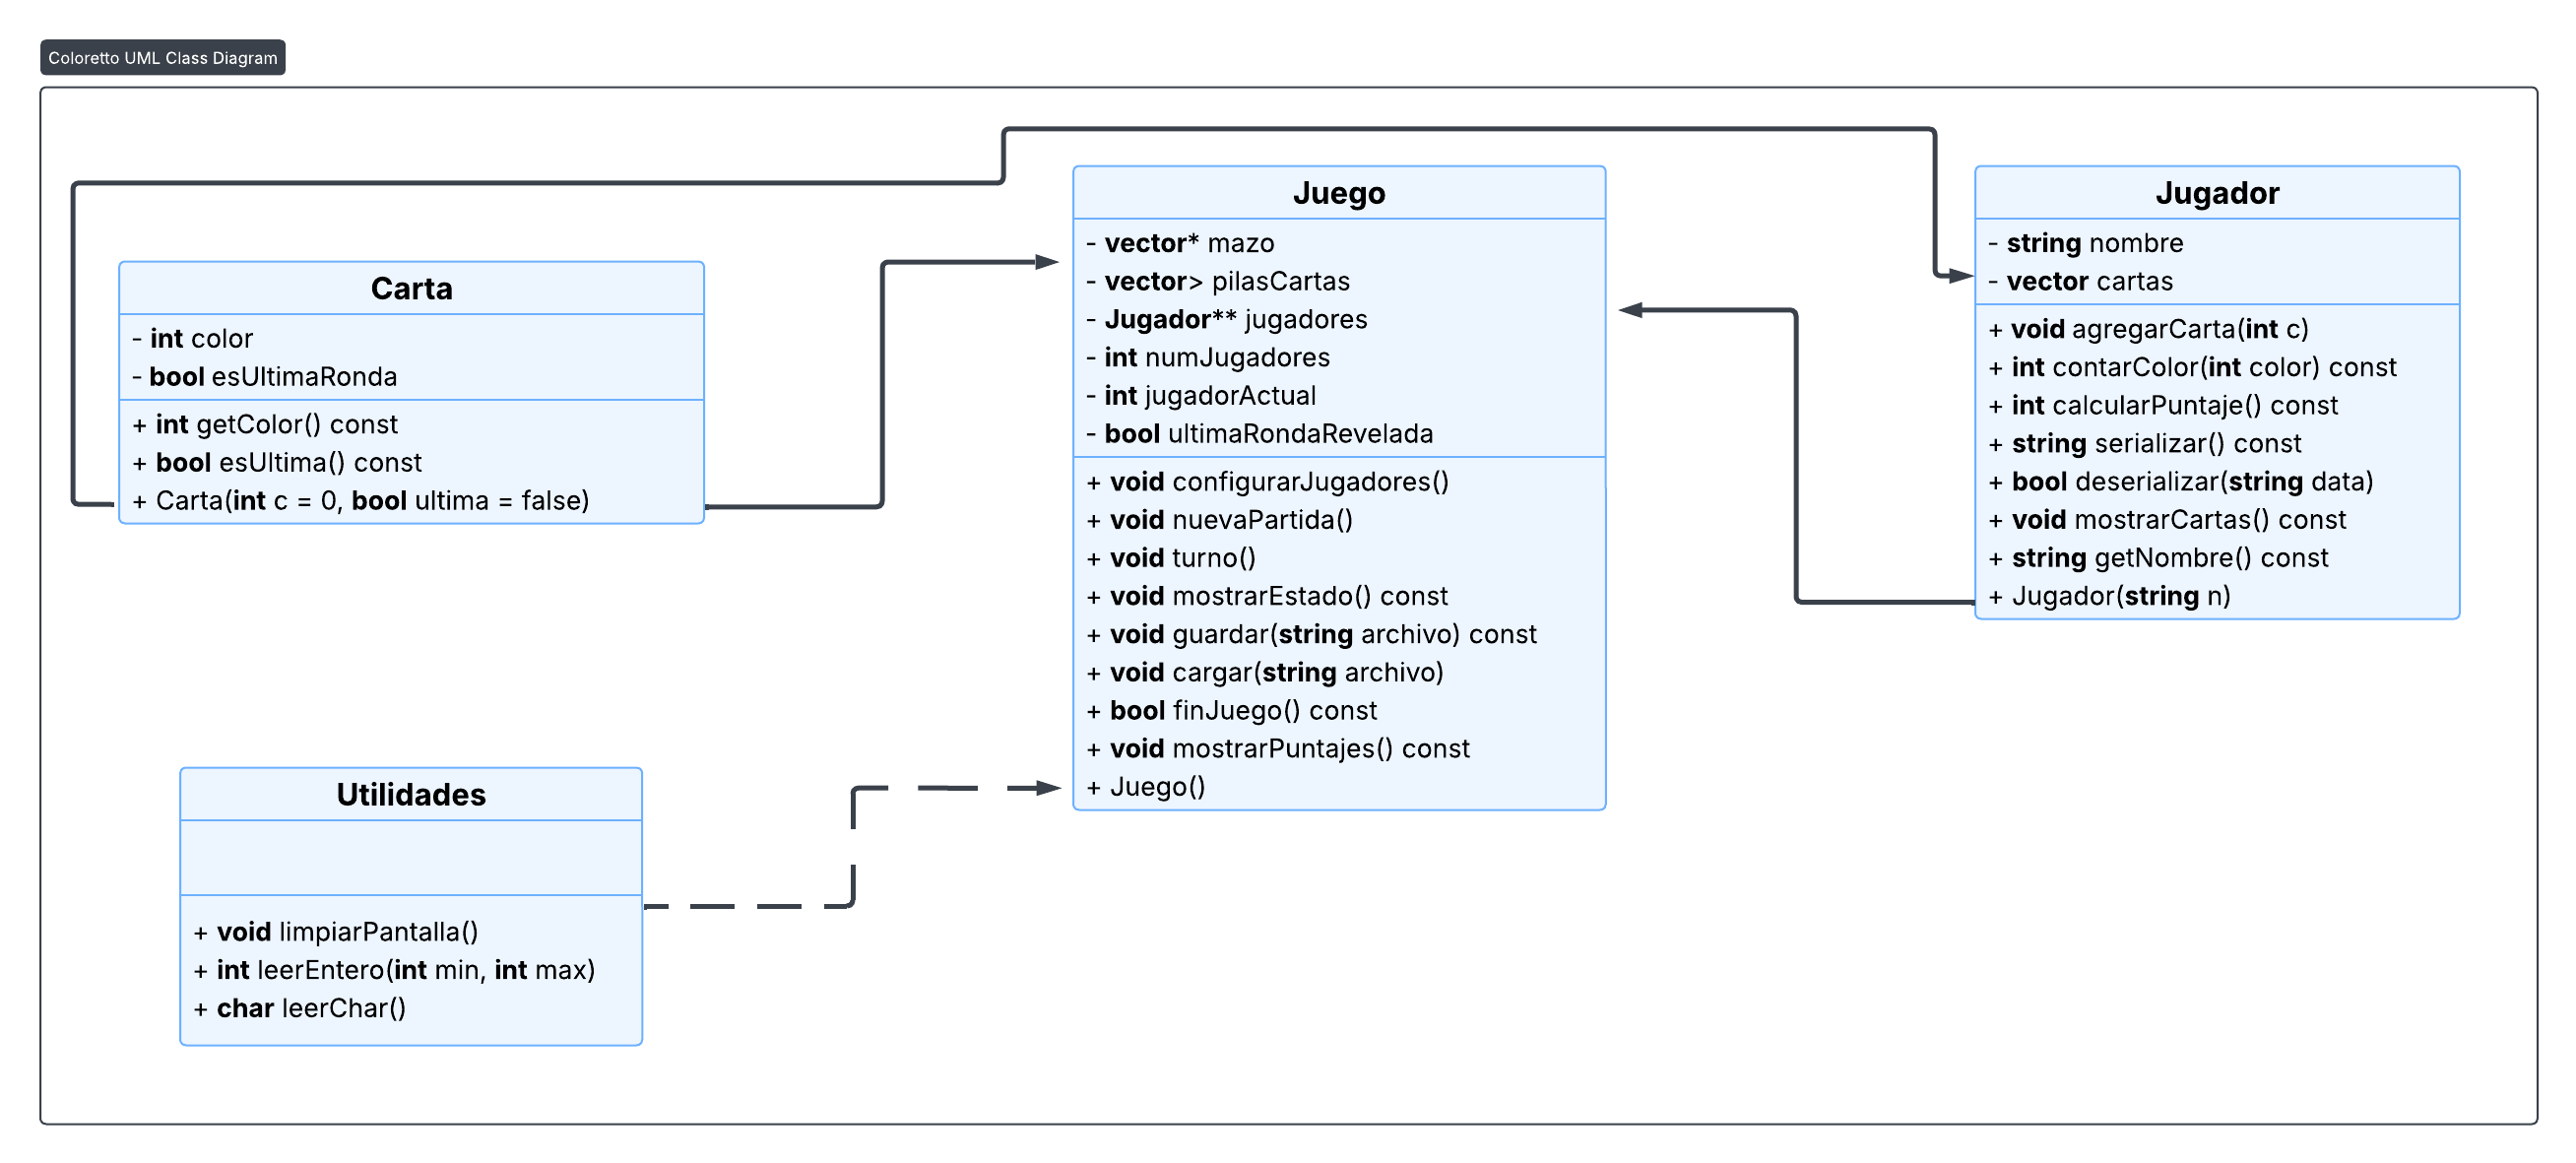 Coloretto UML Class Diagram
Carta
- int color
- bool esUltimaRonda
+ int getColor() const
+ bool esUltima() const
+ Carta(int c = 0, bool ultima = false)
Juego
- vector* mazo
- vector> pilasCartas
- Jugador** jugadores
- int numJugadores
- int jugadorActual
- bool ultimaRondaRevelada
+ void configurarJugadores()
+ void nuevaPartida()
+ void turno()
+ void mostrarEstado() const
+ void guardar(string archivo) const
+ void cargar(string archivo)
+ bool finJuego() const
+ void mostrarPuntajes() const
+ Juego()
Jugador
- string nombre
- vector cartas
+ void agregarCarta(int c)
+ int contarColor(int color) const
+ int calcularPuntaje() const
+ string serializar() const
+ bool deserializar(string data)
+ void mostrarCartas() const
+ string getNombre() const
+ Jugador(string n)
Utilidades
+ void limpiarPantalla()
+ int leerEntero(int min, int max)
+ char leerChar()